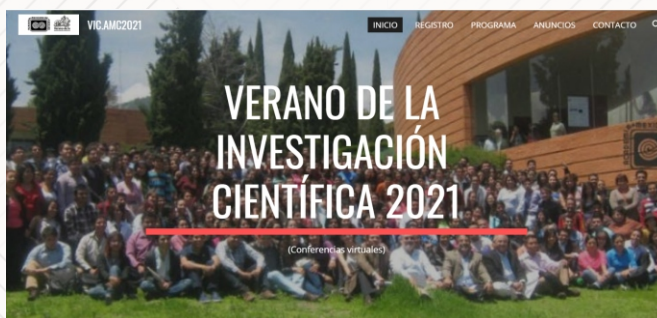 VIC.AMC2021
INICIO REGISTRO PROGRAMA ANUNCIOS CONTACTO
VERANO DE LA
INVESTIGACIÓN
CIENTÍFICA 2021
(Conferencias virtuales)